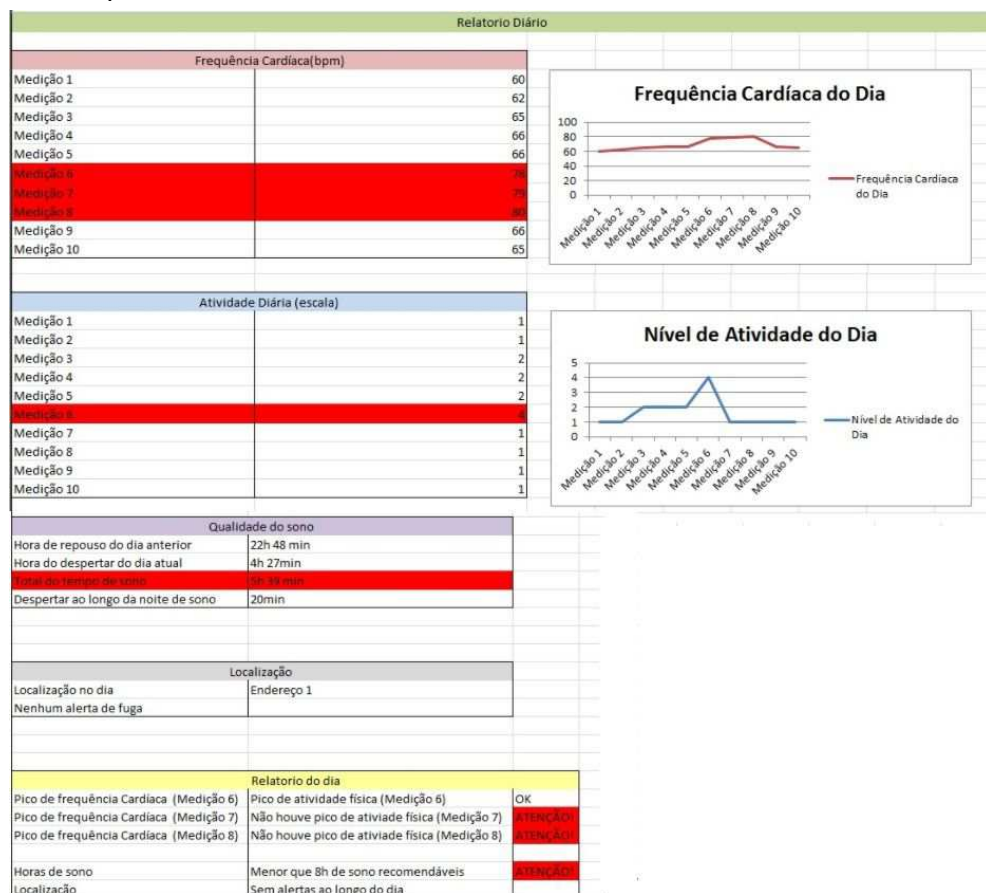 Relatorio Diário
Frequência Cardíaca(bpm)
Medição 1 60
Medição 2 62
Medição 3 65
Medição 4 66
Medição 5 66
Medição 6
Medição 7 79
Medição 8 80
Medição 9 66
Medição 10 65
Frequência Cardíaca do Dia
100
80
60
40
20
0
Medição 1
Medição 2
Medição 3
Medição 4
Medição 5
Medição 6
Medição 7
Medição 8
Medição 9
Medição 10
Frequência Cardíaca
do Dia
Atividade Diária (escala)
Medição 1 1
Medição 2 1
Medição 3 2
Medição 4 2
Medição 5 2
Medição 6 4
Medição 7 1
Medição 8 1
Medição 9 1
Medição 10 1
Nível de Atividade do Dia
5
4
3
2
1
0
Medição 1
Medição 2
Medição 3
Medição 4
Medição 5
Medição 6
Medição 7
Medição 8
Medição 9
Medição 10
Nível de Atividade do
Dia
Qualidade do sono
Hora de repouso do dia anterior 22h 48 min
Hora do despertar do dia atual 4h 27min
Total do tempo de sono 5h 39 min
Despertar ao longo da noite de sono 20min
Localização
Localização no dia Endereço 1
Nenhum alerta de fuga
Relatorio do dia
Pico de frequência Cardíaca (Medição 6) Pico de atividade física (Medição 6) OK
Pico de frequência Cardíaca (Medição 7) Não houve pico de ativiade física (Medição 7) ATENÇÃO!
Pico de frequência Cardíaca (Medição 8) Não houve pico de ativiade física (Medição 8) ATENÇÃO!
Horas de sono Menor que 8h de sono recomendáveis ATENÇÃO!
Localização Sem alertas ao longo do dia